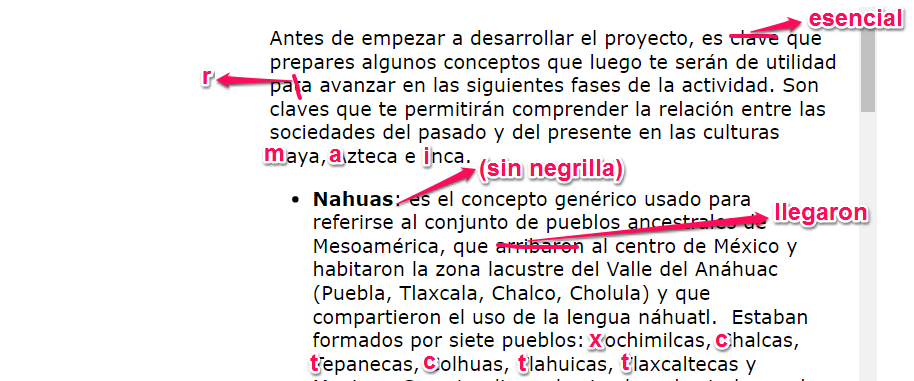 esencial
Antes de empezar a desarrollar el proyecto, es clave que
prepares algunos conceptos que luego te serán de utilidad
r
pata avanzar en las siguientes fases de la actividad. Son
claves que te permitirán comprender la relación entre las
sociedades del pasado y del presente en las culturas
maya, azteca e inca.
(sin negrilla)
• Nahuas: es el concepto genérico usado para
referirse al conjunto de pueblos ancestrales de
llegaron
Mesoamérica, que arribaron al centro de México y
habitaron la zona lacustre del Valle del Anáhuac
(Puebla, Tlaxcala, Chalco, Cholula) y que
compartieron el uso de la lengua náhuatl. Estaban
formados por siete pueblos: xochimilcas, chalcas,
tepanecas, colhuas, tlahuicas, tlaxcaltecas y